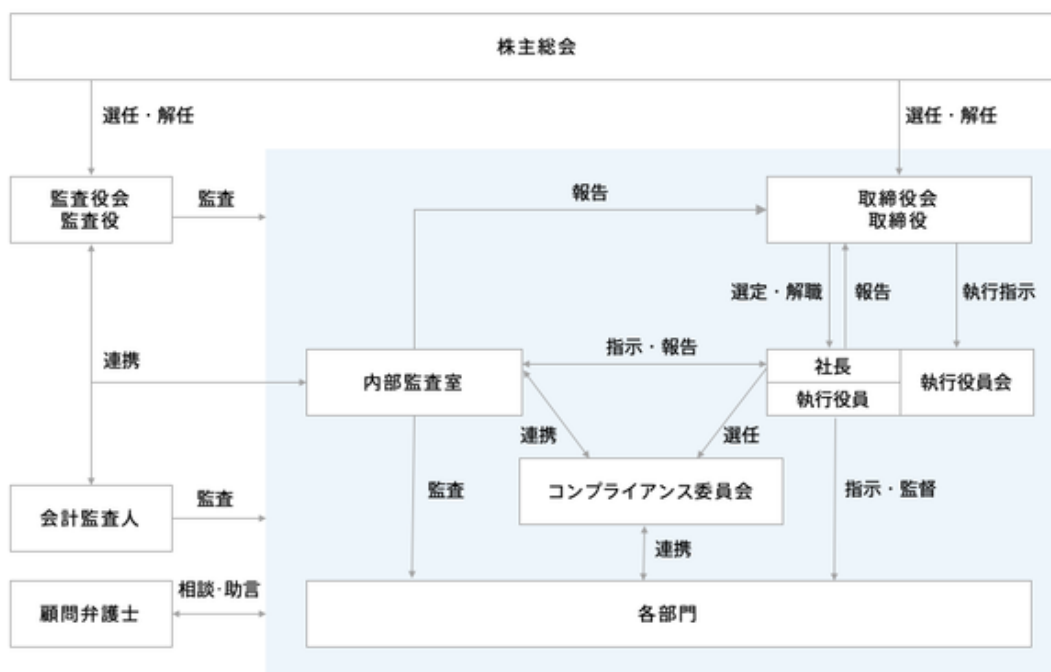 株主総会
選任・解任
選任・解任
監査役会
監査役
監査
報告
取締役会
取締役
選定・解職
報告
執行指示
連携
指示・報告
内部監査室
社長
執行役員
執行役員会
連携
選任
コンプライアンス委員会
監査
指示・監督
会計監査人
監査
連携
顧問弁護士
相談・助言
各部門